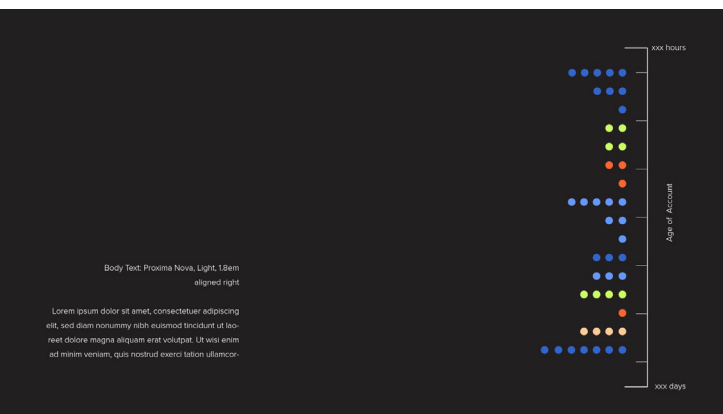 xxx hours
Age of Account
Body Text: Proxima Nova, Light, 1.8em
aligned right
Lorem ipsum dolor sit amet, consectetuer adipiscing
elit, sed diam nonummy nibh euismod tincidunt ut lao-
reet dolore magna aliquam erat volutpat. Ut wisi enim
ad minim veniam, quis nostrud exerci tation ullamcor-
xxx days